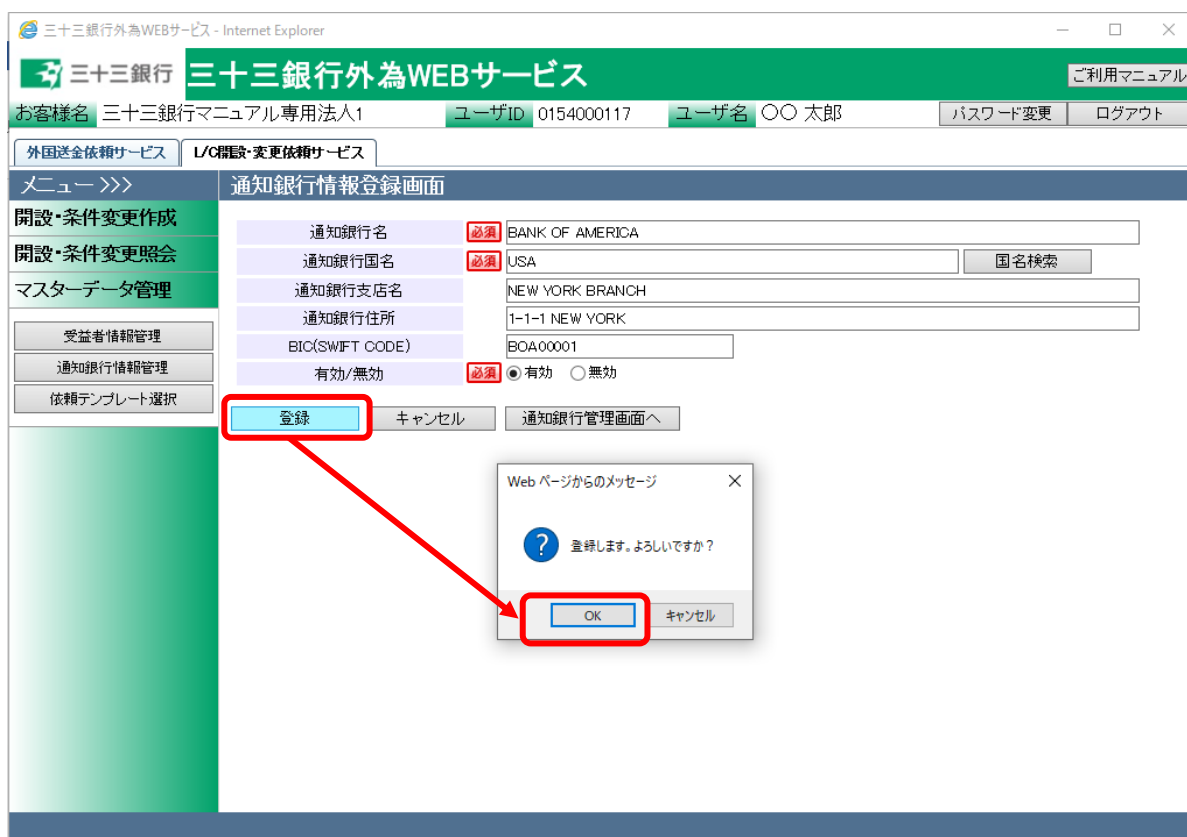 三十三銀行外為WEBサービス - Internet Explorer
三十三銀行 三十三銀行外為WEBサービス ご利用マニュアル
お客様名 三十三銀行マニュアル専用法人1 ユーザID 0154000117 ユーザ名 〇〇 太郎 パスワード変更 ログアウト
外国送金依頼サービス L/C開設・変更依頼サービス
メニュー >>> 通知銀行情報登録画面
開設・条件変更作成
開設・条件変更照会
マスターデータ管理
受益者情報管理
通知銀行情報管理
依頼テンプレート選択
通知銀行名 必須 BANK OF AMERICA
通知銀行国名 必須 USA 国名検索
通知銀行支店名 NEW YORK BRANCH
通知銀行住所 1-1-1 NEW YORK
BIC(SWIFT CODE) BOA00001
有効/無効 必須 有効 無効
登録 キャンセル 通知銀行管理画面へ
Web ページからのメッセージ
? 登録します。よろしいですか？
OK キャンセル